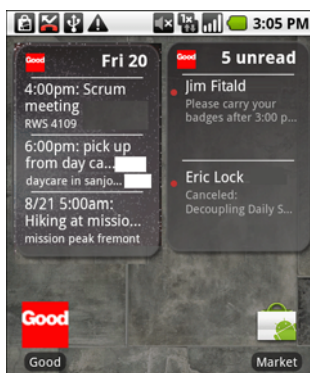 3:05 PM
Good
Fri 20
4:00pm: Scrum
meeting
RWS 4109
6:00pm: pick up
from day ca...
daycare in sanjo...
8/21 5:00am:
Hiking at missio...
mission peak fremont
Good
5 unread
Jim Fitald
Please carry your
badges after 3:00 p...
Eric Lock
Canceled:
Decoupling Daily S...
Good
Good
Market